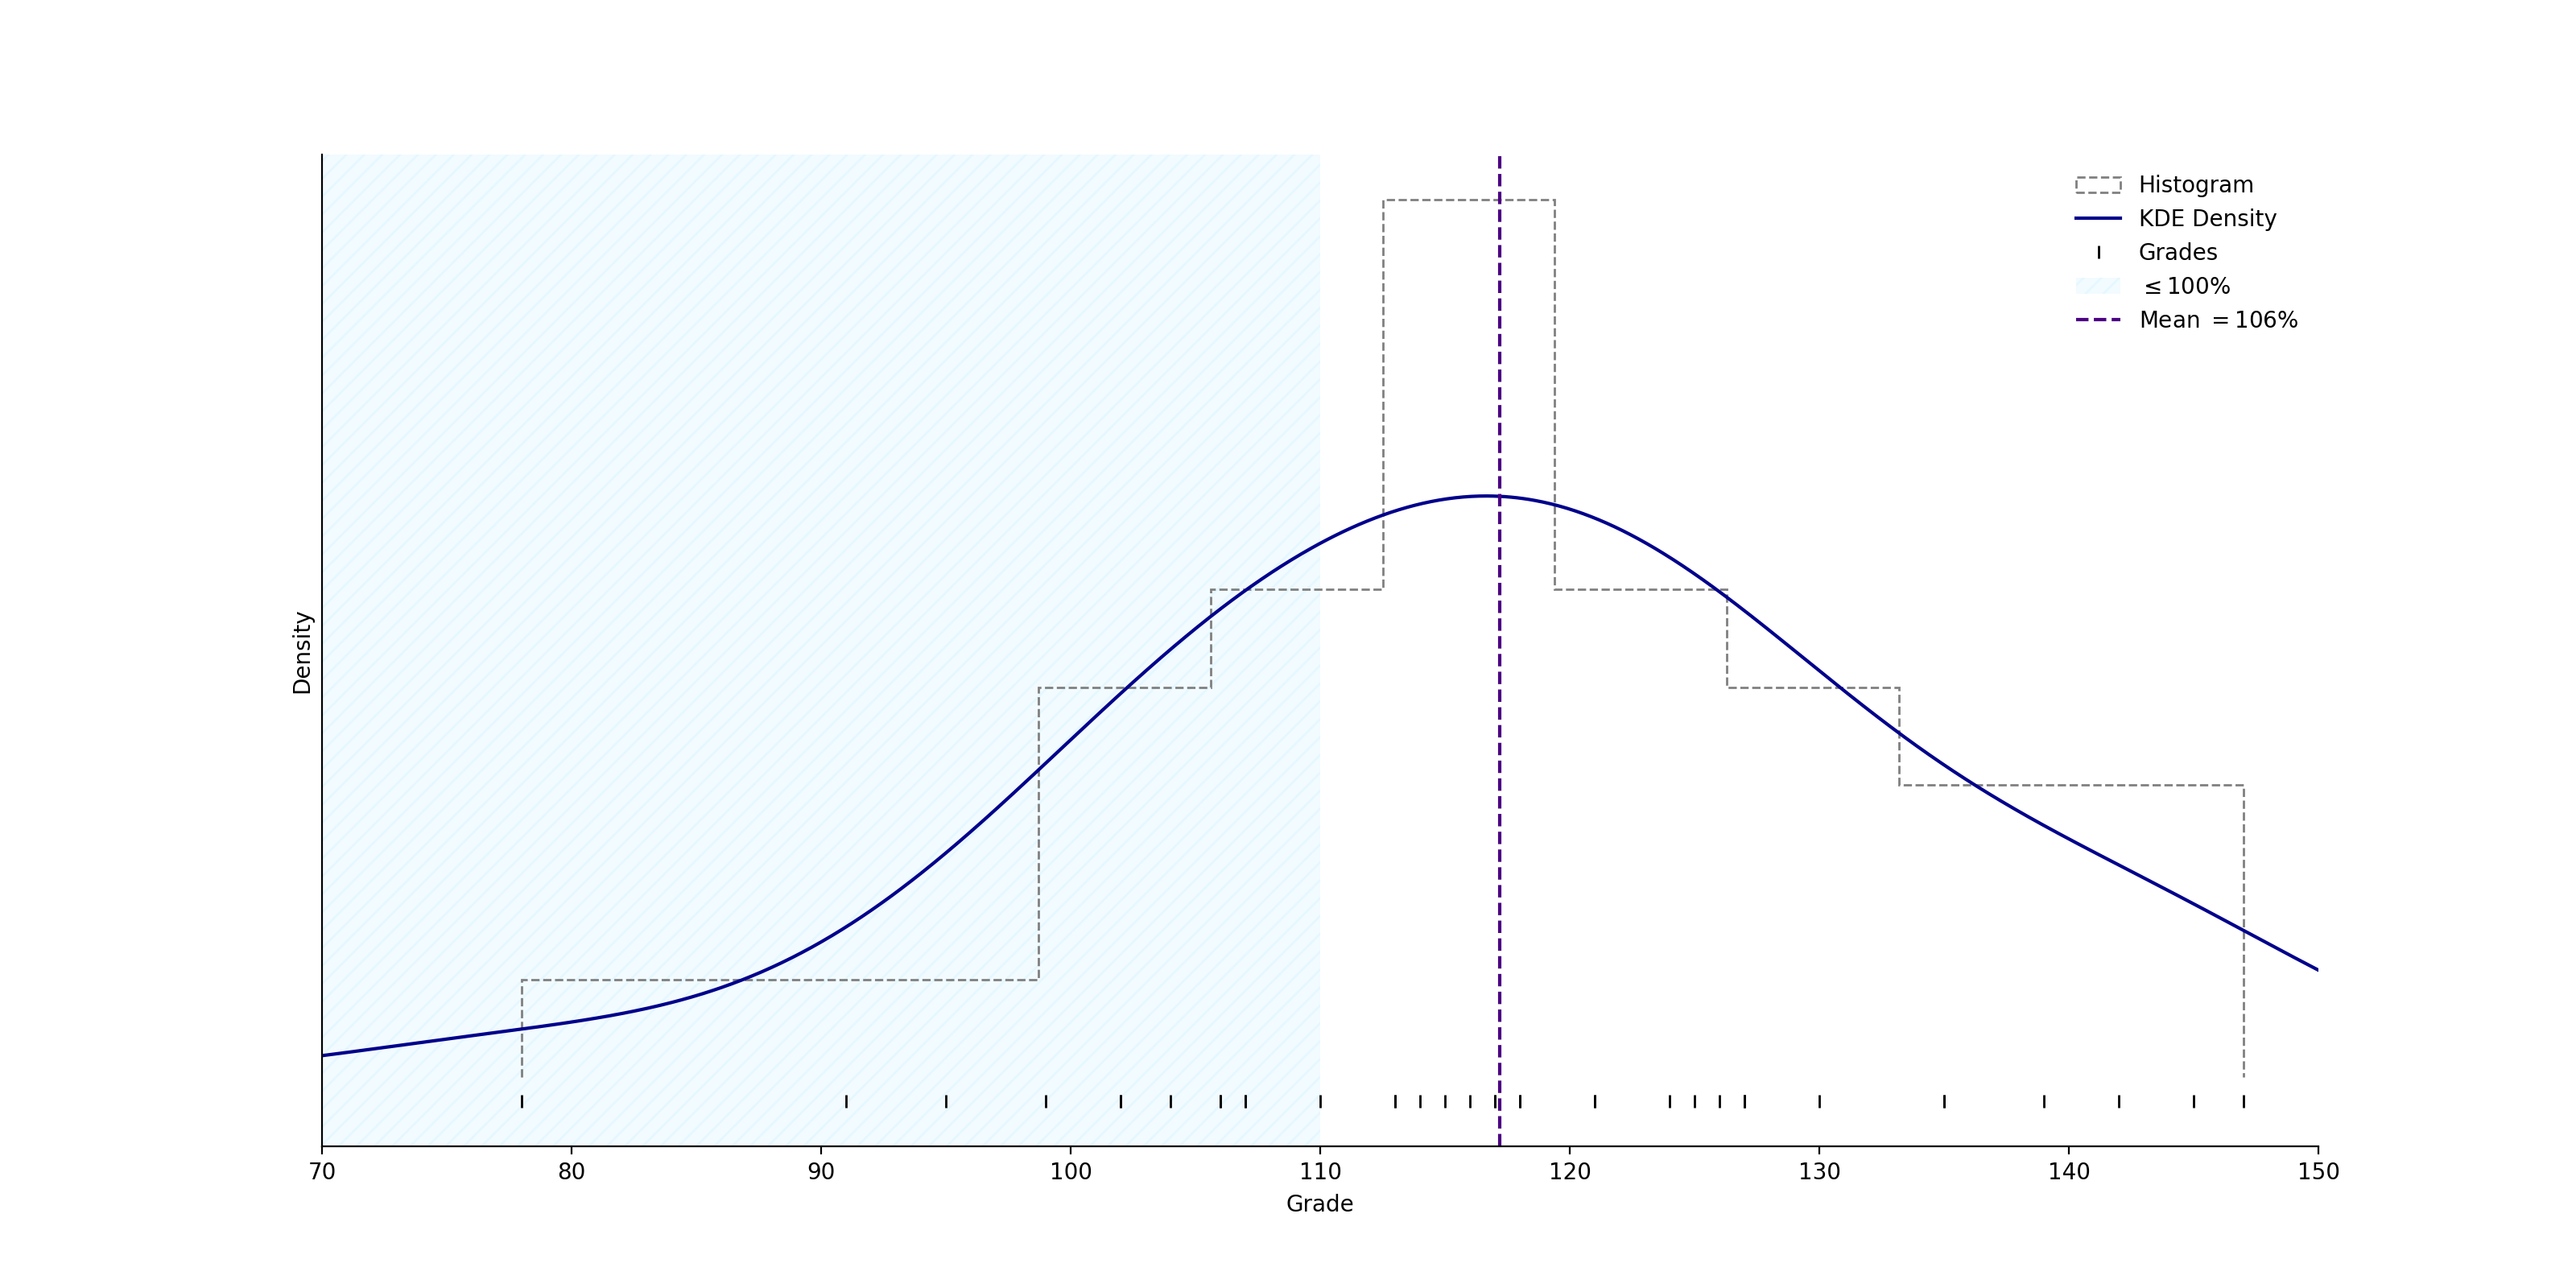 Histogram
KDE Density
Grades
≤ 100%
Mean = 106%
Density
70 80 90 100 110 120 130 140 150
Grade